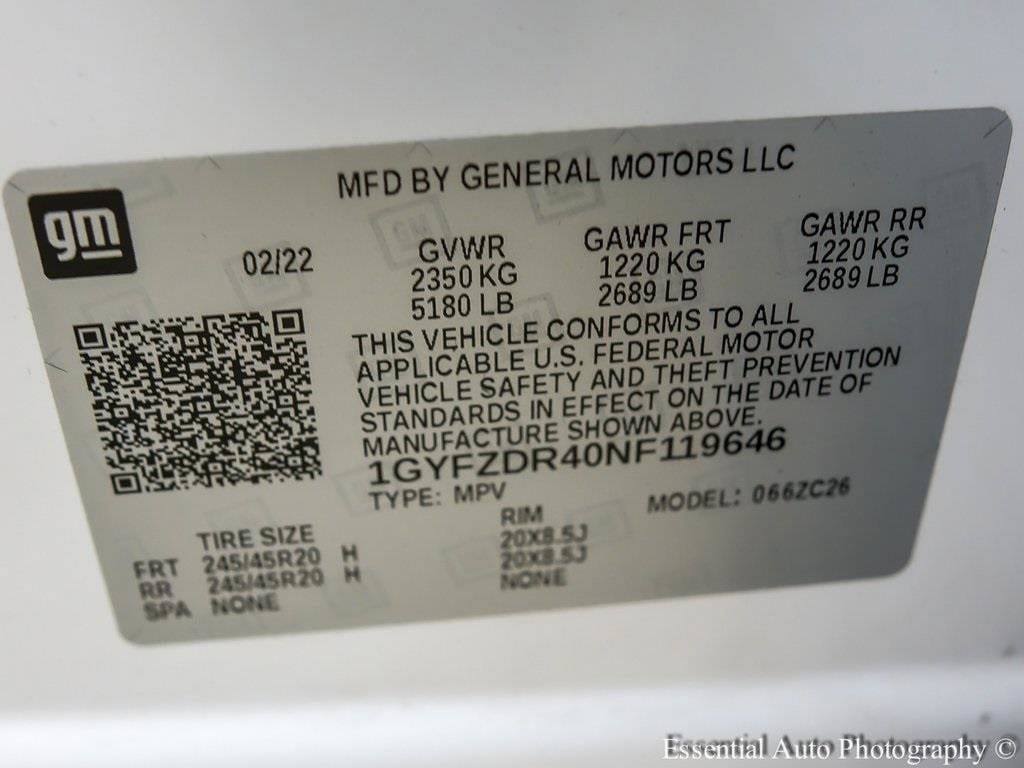 MFD BY GENERAL MOTORS LLC
gm
02/22
GVWR
2350 KG
5180 LB
GAWR FRT
1220 KG
2689 LB
GAWR RR
1220 KG
2689 LB
THIS VEHICLE CONFORMS TO ALL
APPLICABLE U.S. FEDERAL MOTOR
VEHICLE SAFETY AND THEFT PREVENTION
STANDARDS IN EFFECT ON THE DATE OF
MANUFACTURE SHOWN ABOVE.
1GYFZDR40NF119646
TYPE: MPV MODEL: 066ZC26
TIRE SIZE RIM
FRT 245/45R20 H 20X8.5J
RR 245/45R20 H 20X8.5J
SPA NONE NONE
Essential Auto Photography ©